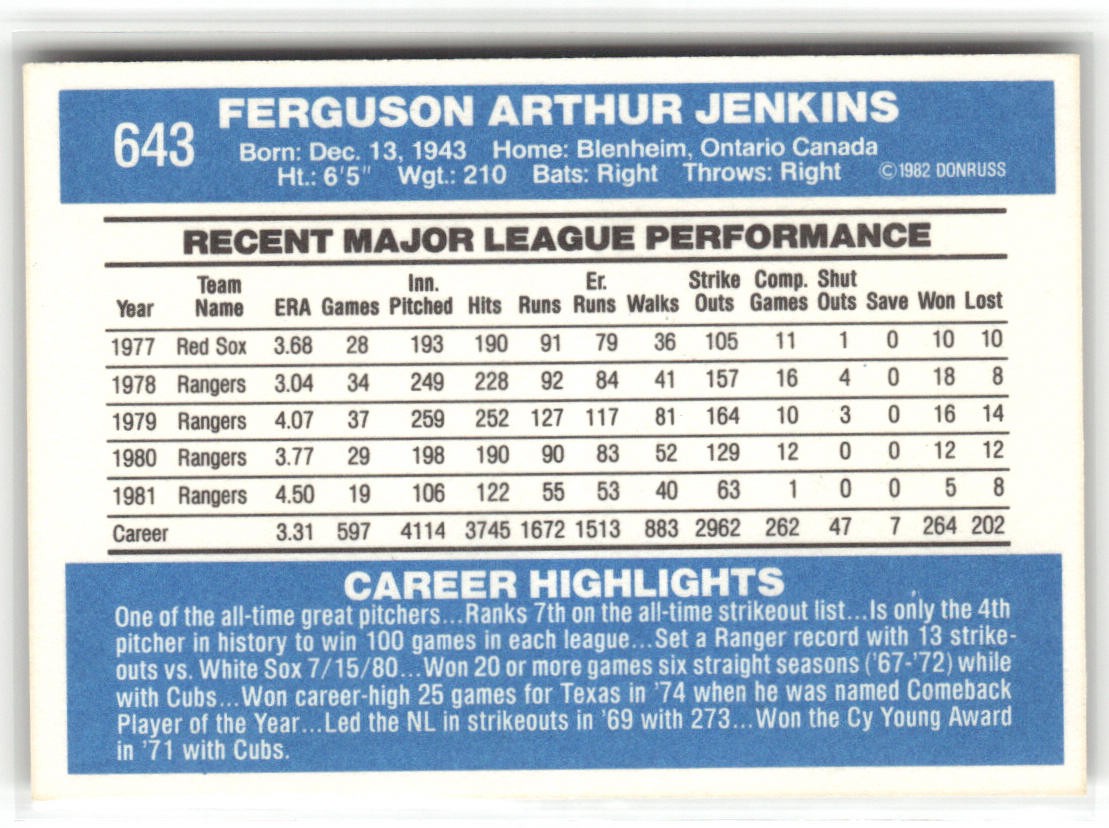 643
FERGUSON ARTHUR JENKINS
Born: Dec. 13, 1943 Home: Blenheim, Ontario Canada
Ht.: 6'5" Wgt.: 210 Bats: Right Throws: Right ©1982 DONRUSS
RECENT MAJOR LEAGUE PERFORMANCE
Team Inn. Er. Strike Comp. Shut
Year Name ERA Games Pitched Hits Runs Runs Walks Outs Games Outs Save Won Lost
1977 Red Sox 3.68 28 193 190 91 79 36 105 11 1 0 10 10
1978 Rangers 3.04 34 249 228 92 84 41 157 16 4 0 18 8
1979 Rangers 4.07 37 259 252 127 117 81 164 10 3 0 16 14
1980 Rangers 3.77 29 198 190 90 83 52 129 12 0 0 12 12
1981 Rangers 4.50 19 106 122 55 53 40 63 1 0 0 5 8
Career 3.31 597 4114 3745 1672 1513 883 2962 262 47 7 264 202
CAREER HIGHLIGHTS
One of the all-time great pitchers...Ranks 7th on the all-time strikeout list...Is only the 4th
pitcher in history to win 100 games in each league...Set a Ranger record with 13 strike-
outs vs. White Sox 7/15/80...Won 20 or more games six straight seasons ('67-'72) while
with Cubs...Won career-high 25 games for Texas in '74 when he was named Comeback
Player of the Year...Led the NL in strikeouts in '69 with 273...Won the Cy Young Award
in '71 with Cubs.